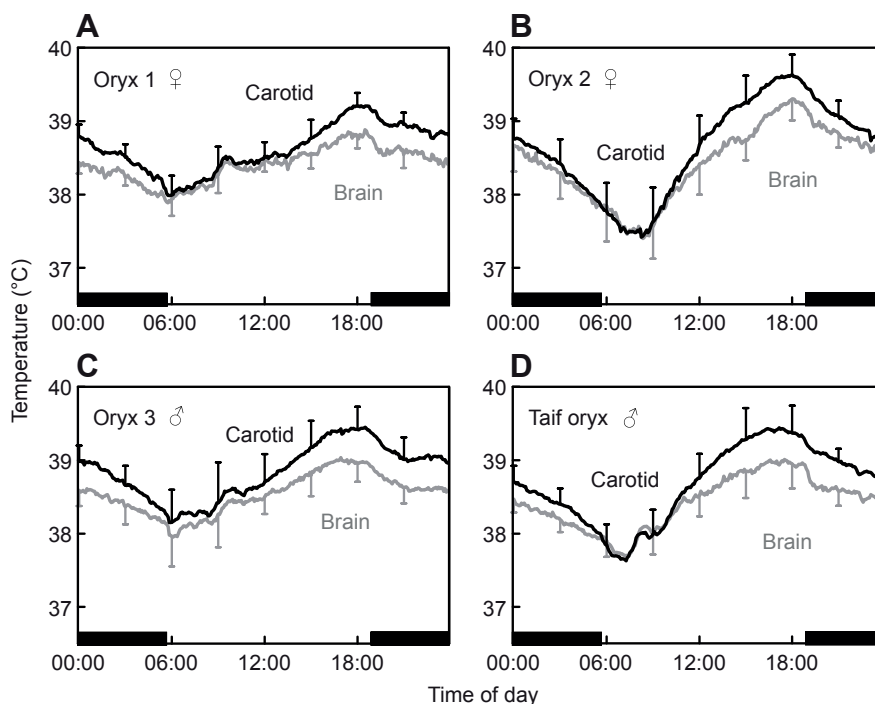 A
B
40
39
38
37
Oryx 1 ♀
Carotid
Brain
00:00 06:00 12:00 18:00
Oryx 2 ♀
Carotid
Brain
00:00 06:00 12:00 18:00
C
D
40
39
38
37
Oryx 3 ♂
Carotid
Brain
00:00 06:00 12:00 18:00
Taif oryx ♂
Carotid
Brain
00:00 06:00 12:00 18:00
Temperature (°C)
Time of day